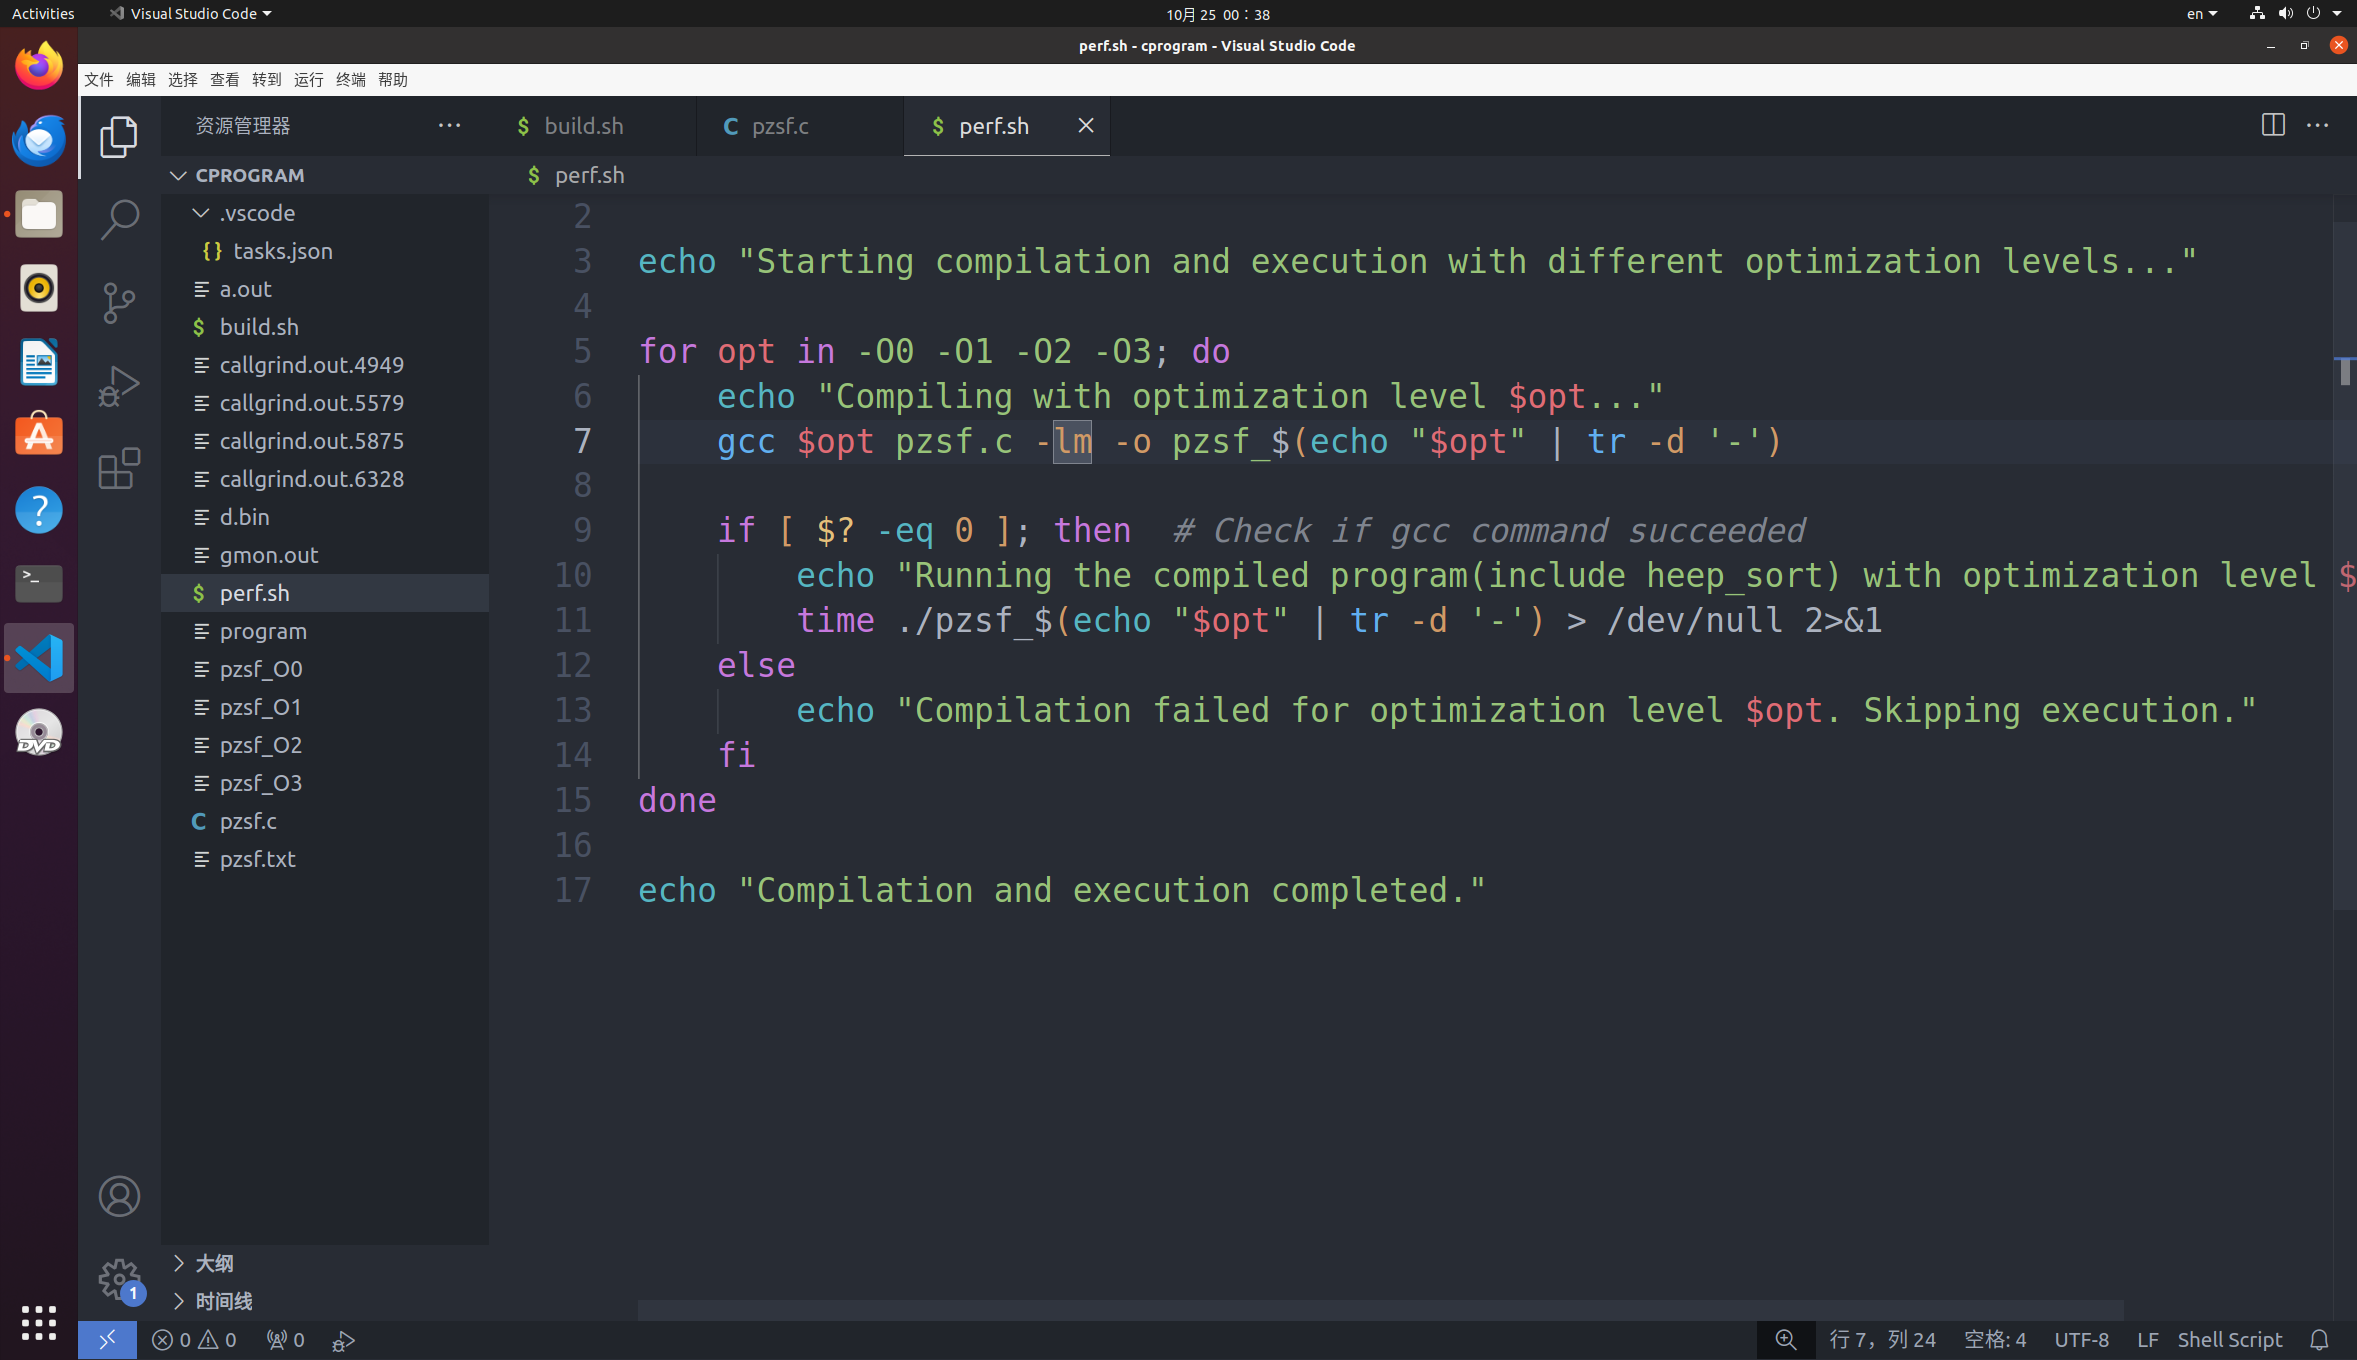 Activities Visual Studio Code 10月 25 00：38 en
perf.sh - cprogram - Visual Studio Code
文件 编辑 选择 查看 转到 运行 终端 帮助
资源管理器 ··· $ build.sh C pzsf.c $ perf.sh
CPROGRAM
$ perf.sh
.vscode
{} tasks.json
a.out
$ build.sh
callgrind.out.4949
callgrind.out.5579
callgrind.out.5875
callgrind.out.6328
d.bin
gmon.out
$ perf.sh
program
pzsf_O0
pzsf_O1
pzsf_O2
pzsf_O3
C pzsf.c
pzsf.txt
大纲
时间线
2
3 echo "Starting compilation and execution with different optimization levels..."
4
5 for opt in -O0 -O1 -O2 -O3; do
6 echo "Compiling with optimization level $opt..."
7 gcc $opt pzsf.c -lm -o pzsf_$(echo "$opt" | tr -d '-')
8
9 if [ $? -eq 0 ]; then # Check if gcc command succeeded
10 echo "Running the compiled program(include heep_sort) with optimization level $
11 time ./pzsf_$(echo "$opt" | tr -d '-') > /dev/null 2>&1
12 else
13 echo "Compilation failed for optimization level $opt. Skipping execution."
14 fi
15 done
16
17 echo "Compilation and execution completed."
1
0 0 0 行 7，列 24 空格: 4 UTF-8 LF Shell Script
DVD